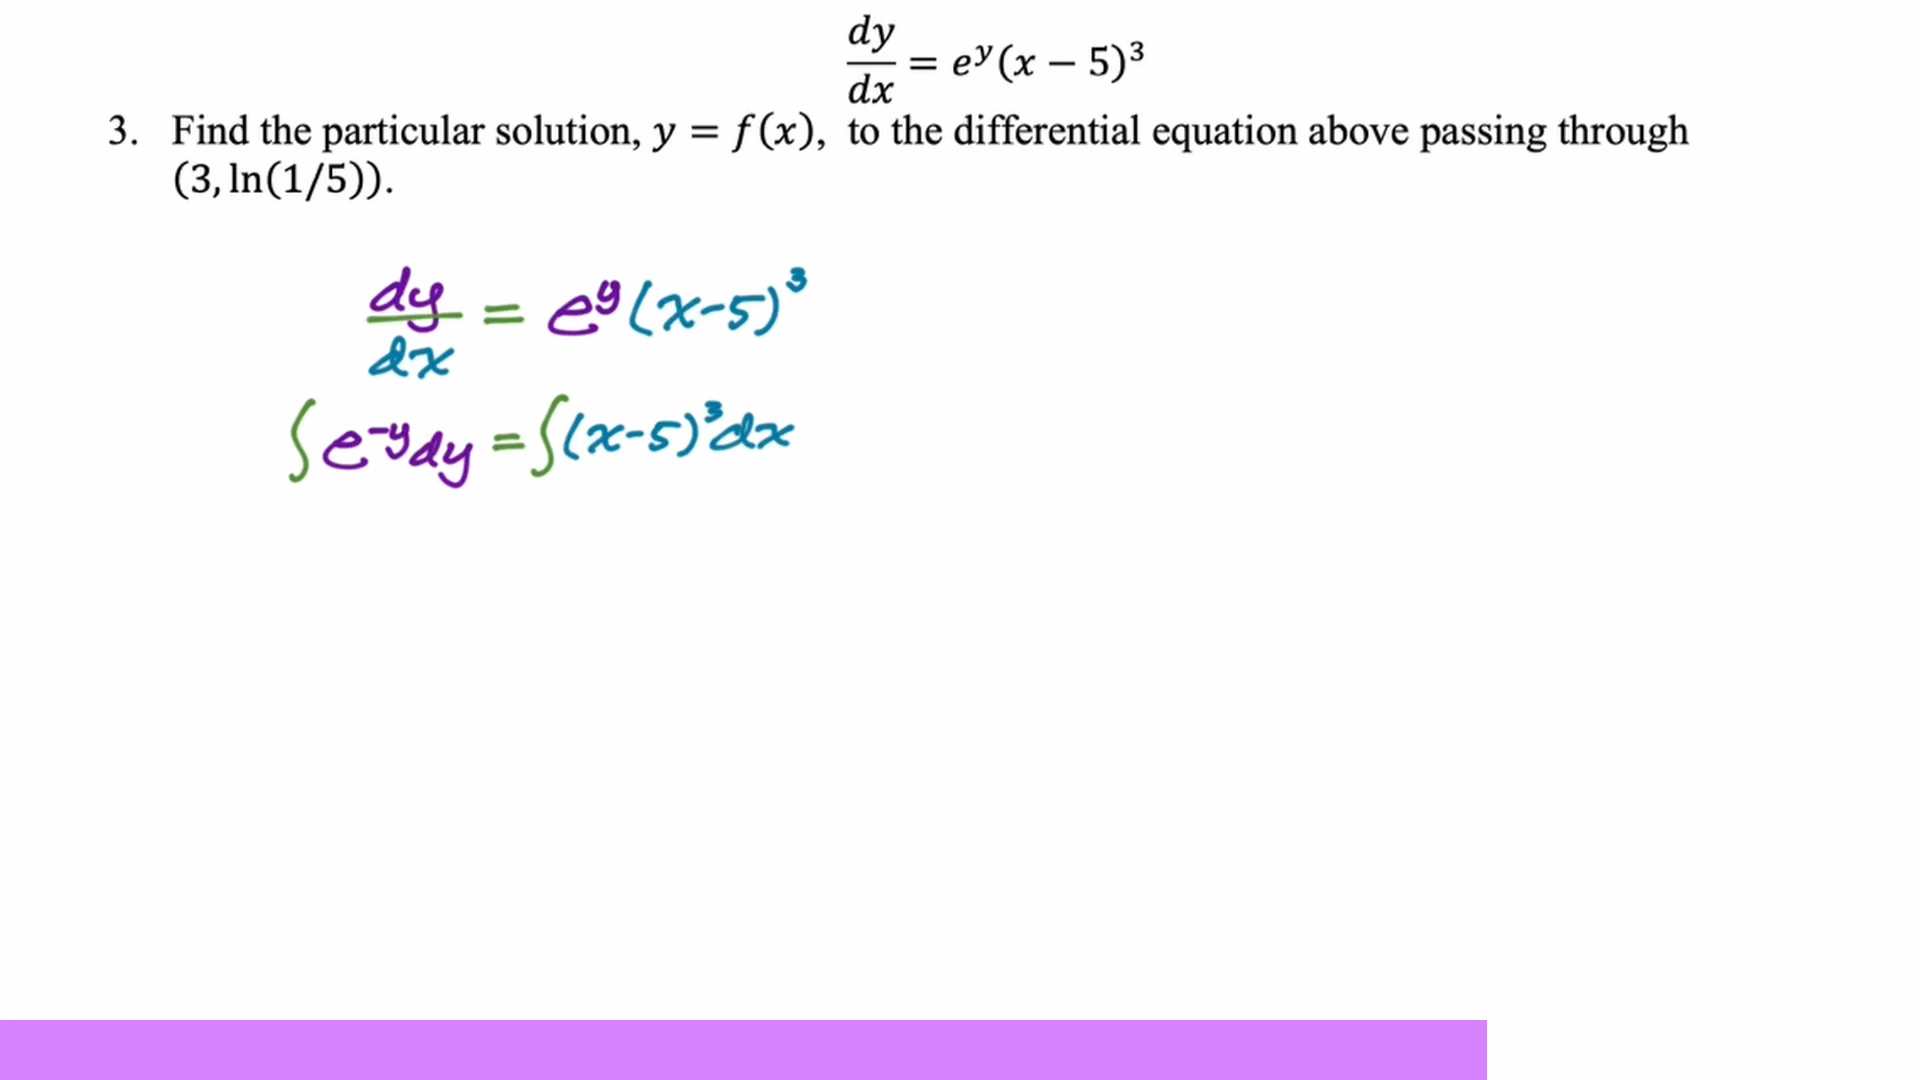 dy/dx = e^y(x − 5)^3
3. Find the particular solution, y = f(x), to the differential equation above passing through
(3, ln(1/5)).
dy/dx = e^y(x-5)^3
∫e^-y dy = ∫(x-5)^3 dx